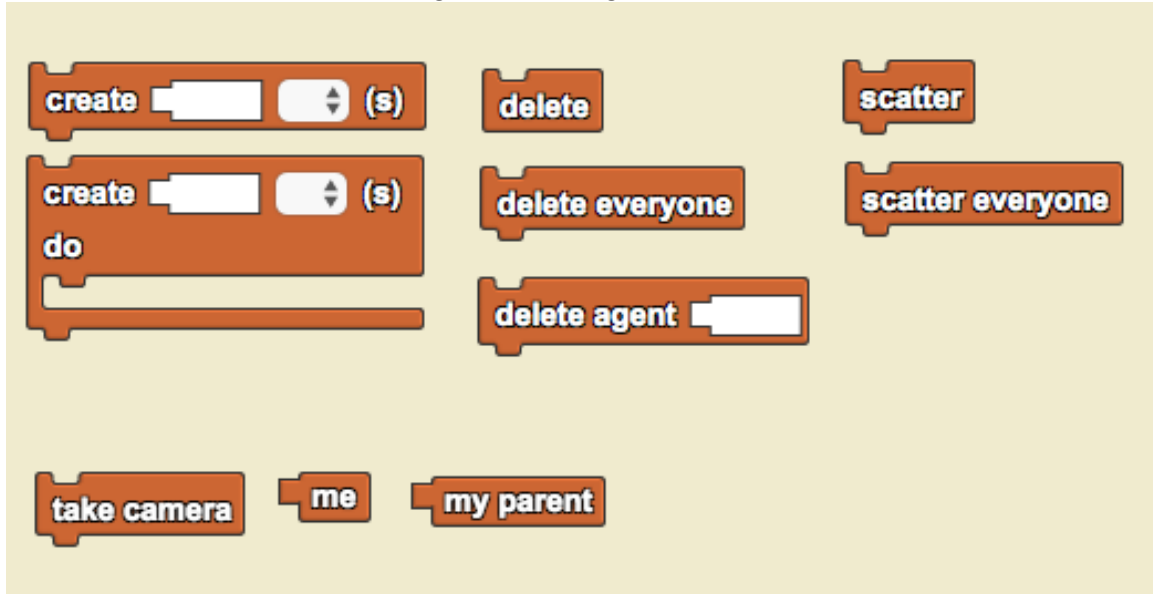 create (s)
delete
scatter
create (s)
do
delete everyone
scatter everyone
delete agent
take camera
me
my parent